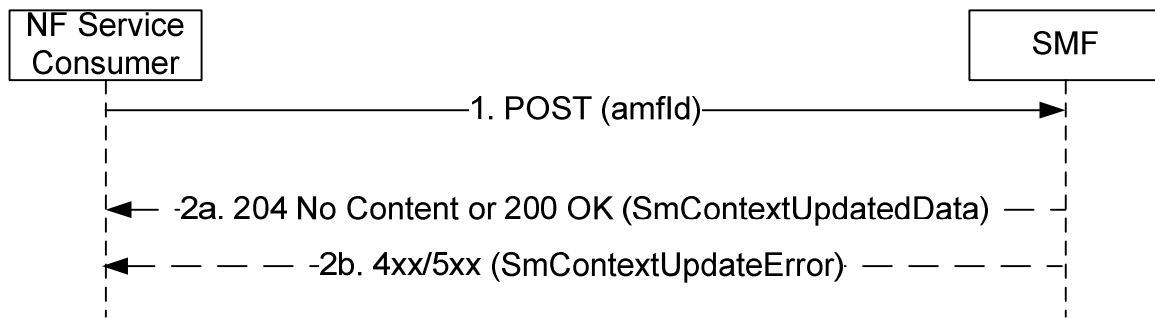 NF Service
Consumer
SMF
1. POST (amfId)
2a. 204 No Content or 200 OK (SmContextUpdatedData)
2b. 4xx/5xx (SmContextUpdateError)